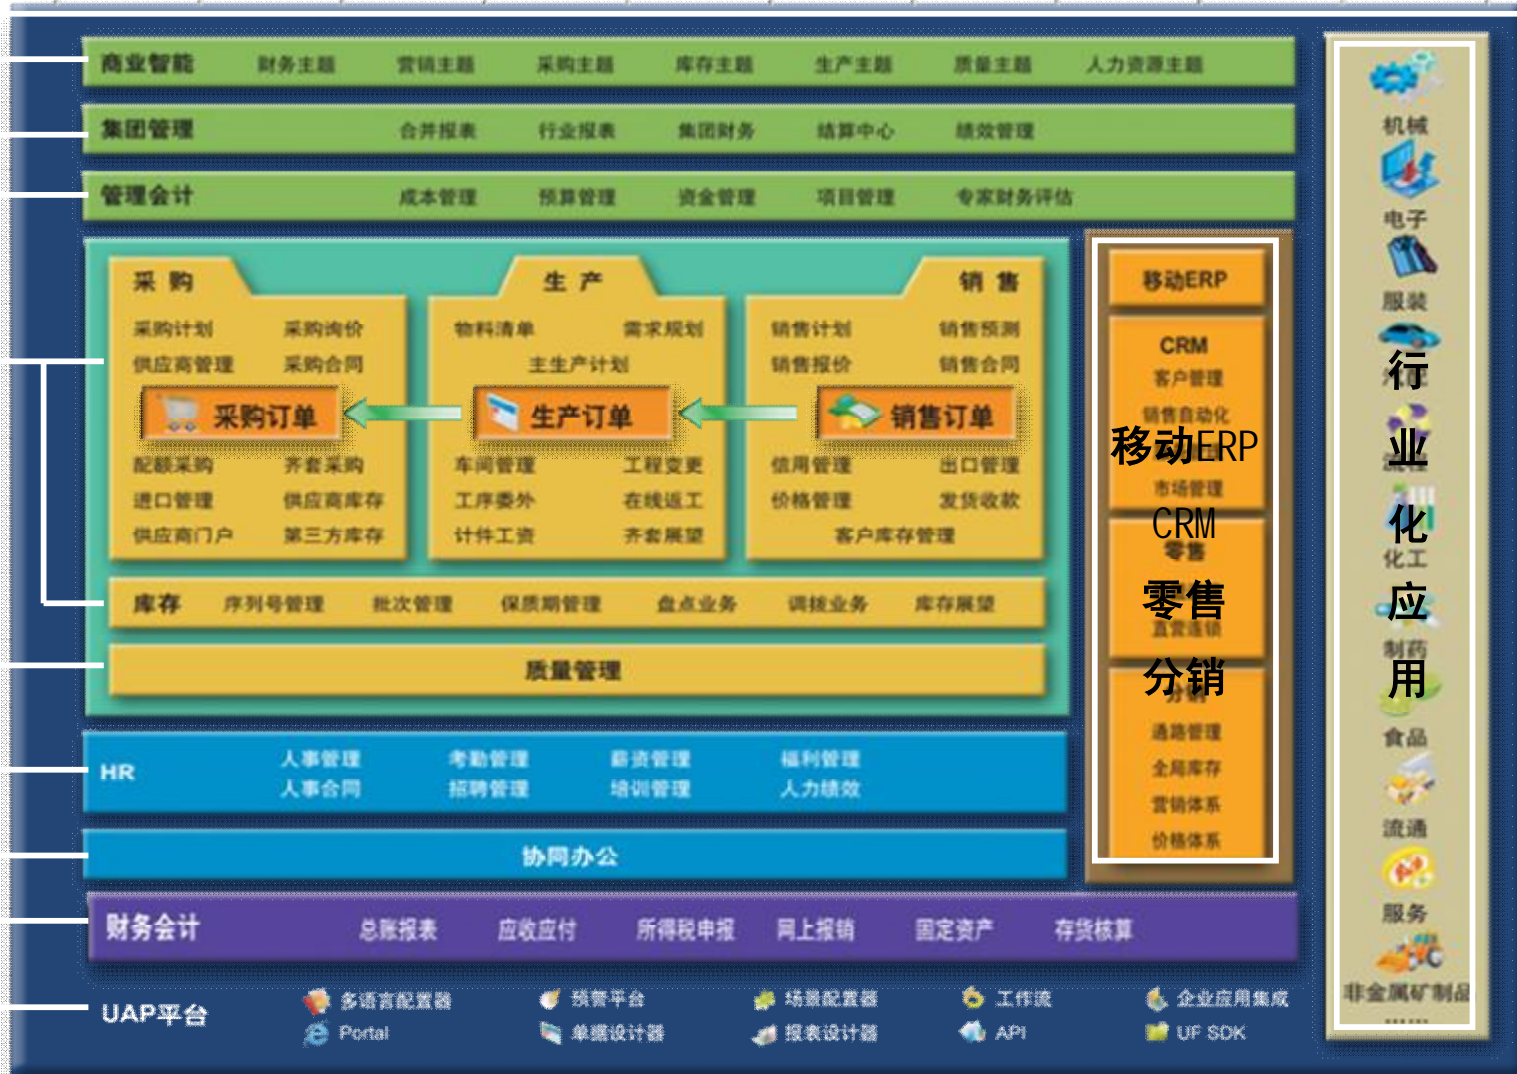 商业智能 财务主题 营销主题 采购主题 库存主题 生产主题 质量主题 人力资源主题
集团管理 合并报表 行业报表 集团财务 结算中心 绩效管理
管理会计 成本管理 预算管理 资金管理 项目管理 专家财务评估
采购
采购计划 采购询价
供应商管理 采购合同
采购订单
配额采购 齐套采购
进口管理 供应商库存
供应商门户 第三方库存
生产
物料清单 需求规划
主生产计划
生产订单
车间管理 工程变更
工序委外 在线返工
计件工资 齐套展望
销售
销售计划 销售预测
销售报价 销售合同
销售订单
信用管理 出口管理
价格管理 发货收款
客户库存管理
库存 序列号管理 批次管理 保质期管理 盘点业务 调拨业务 库存展望
质量管理
HR 人事管理 考勤管理 薪资管理 福利管理
人事合同 招聘管理 培训管理 人力绩效
协同办公
财务会计 总账报表 应收应付 所得税申报 网上报销 固定资产 存货核算
UAP平台 多语言配置器 预警平台 场景配置器 工作流 企业应用集成
Portal 单据设计器 报表设计器 API UF SDK
移动ERP
CRM
客户管理
销售自动化
市场管理
零售
直营连锁
分销
通路管理
全局库存
营销体系
价格体系
移动ERP
CRM
零售
分销
机械
电子
服装
化工
制药
食品
流通
服务
非金属矿制品
……
行业化应用